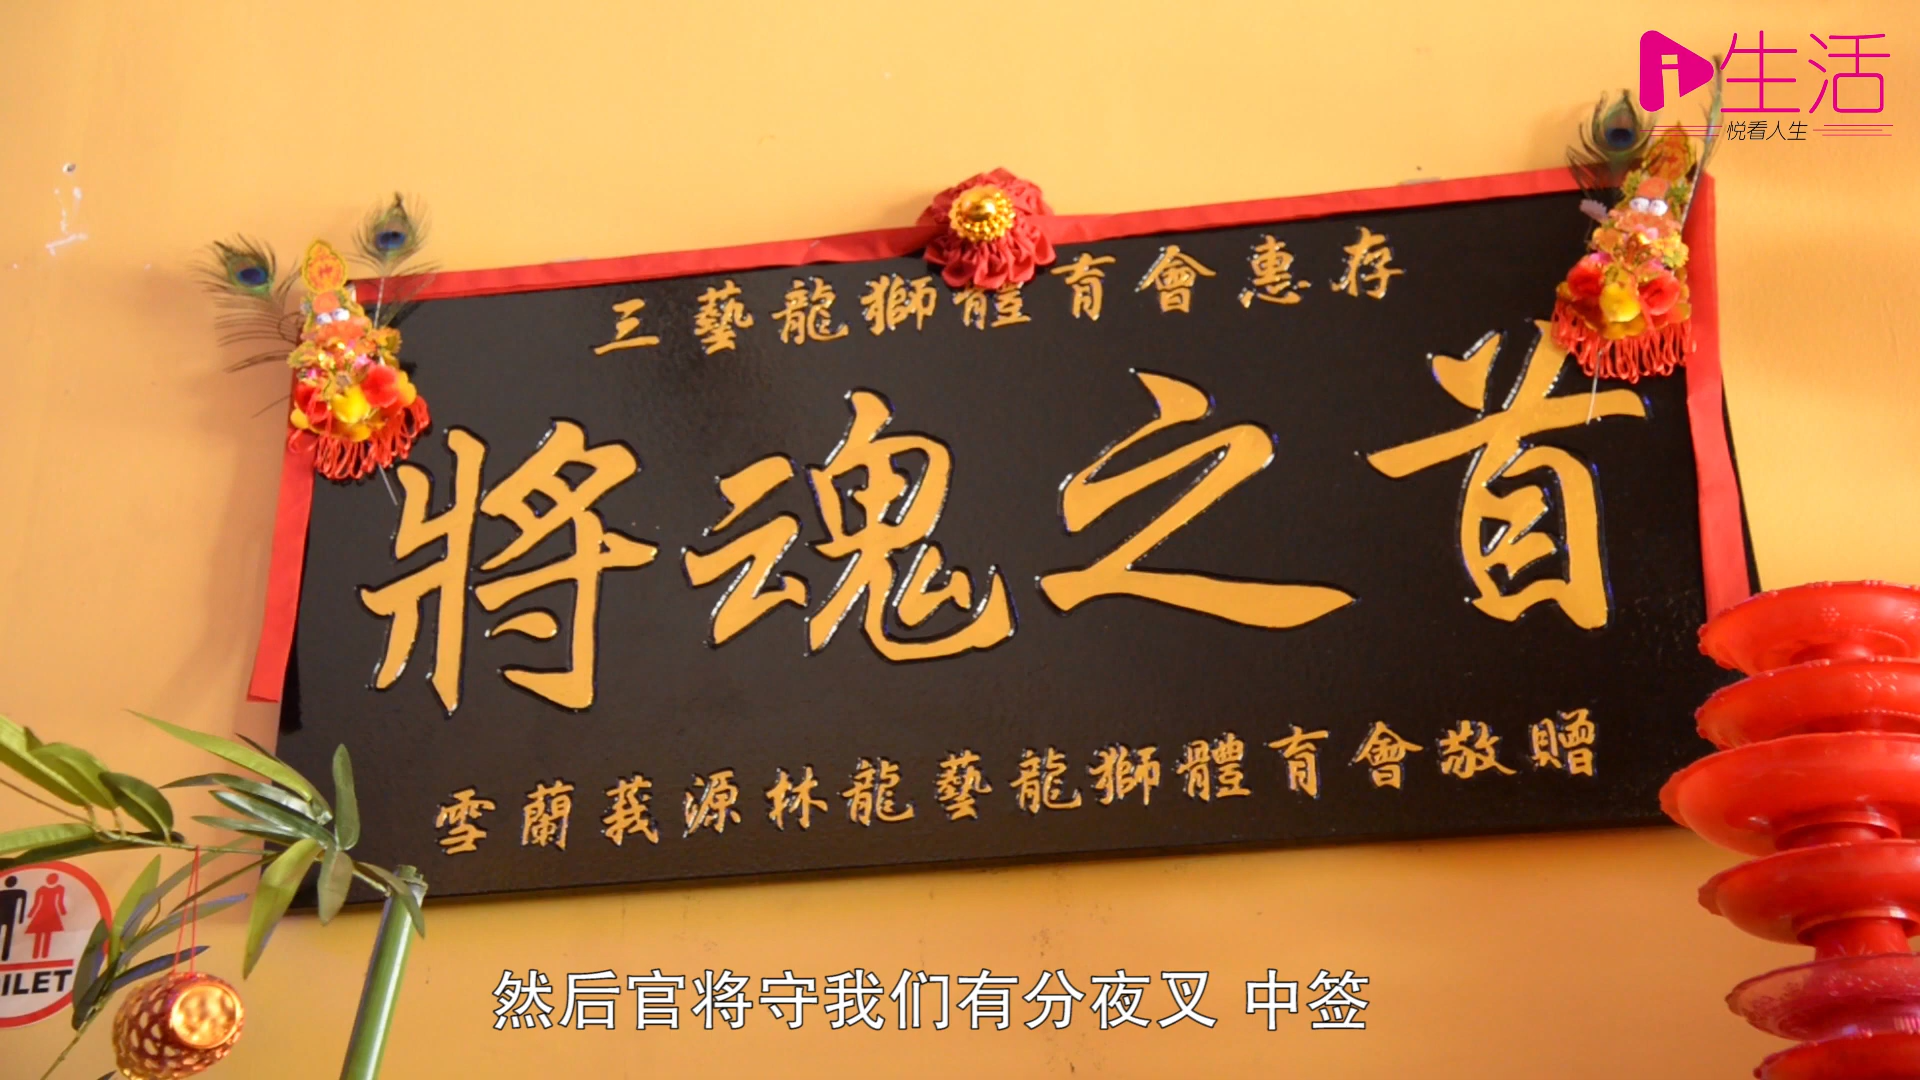 生活
悦看人生
三藝龍獅體育會惠存
將魂之首
雪蘭莪源林龍藝龍獅體育會敬贈
ILET
然后官将守我们有分夜叉 中签